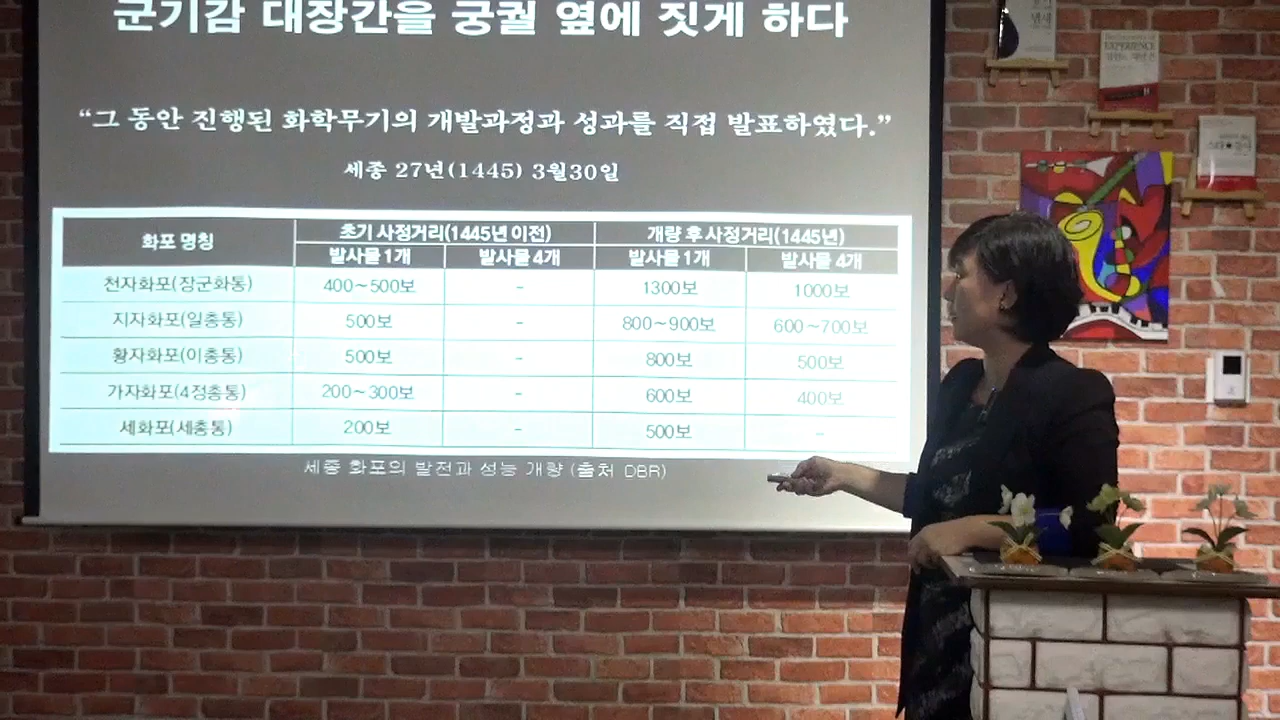 군기감 대장간을 궁궐 옆에 짓게 하다
“그 동안 진행된 화학무기의 개발과정과 성과를 직접 발표하였다.”
세종 27년(1445) 3월30일
화포 명칭 초기 사정거리(1445년 이전) 개량 후 사정거리(1445년)
발사물 1개 발사물 4개 발사물 1개 발사물 4개
천자화포(장군화통) 400~500보 - 1300보 1000보
지자화포(일총통) 500보 - 800~900보 600~700보
황자화포(이총통) 500보 - 800보 500보
가자화포(4정총통) 200~300보 - 600보 400보
세화포(세총통) 200보 - 500보 -
세종 화포의 발전과 성능 개량 (출처 DBR)
EXPERIENCE